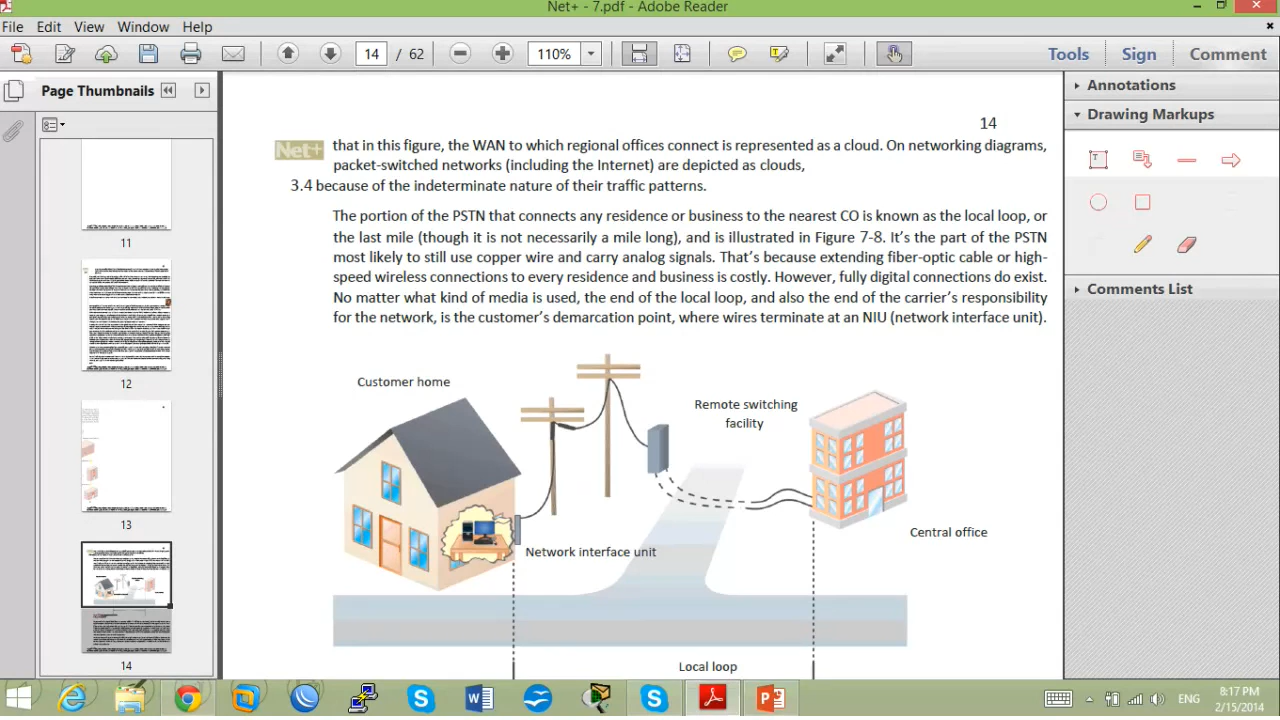 Net+ - 7.pdf - Adobe Reader
File Edit View Window Help
14 / 62 110% Tools Sign Comment
Page Thumbnails
11
12
13
14
14
Net+ that in this figure, the WAN to which regional offices connect is represented as a cloud. On networking diagrams,
packet-switched networks (including the Internet) are depicted as clouds,
3.4 because of the indeterminate nature of their traffic patterns.
The portion of the PSTN that connects any residence or business to the nearest CO is known as the local loop, or
the last mile (though it is not necessarily a mile long), and is illustrated in Figure 7-8. It’s the part of the PSTN
most likely to still use copper wire and carry analog signals. That’s because extending fiber-optic cable or high-
speed wireless connections to every residence and business is costly. However, fully digital connections do exist.
No matter what kind of media is used, the end of the local loop, and also the end of the carrier’s responsibility
for the network, is the customer’s demarcation point, where wires terminate at an NIU (network interface unit).
Customer home
Remote switching
facility
Network interface unit
Central office
Local loop
Annotations
Drawing Markups
Comments List
ENG
8:17 PM
2/15/2014